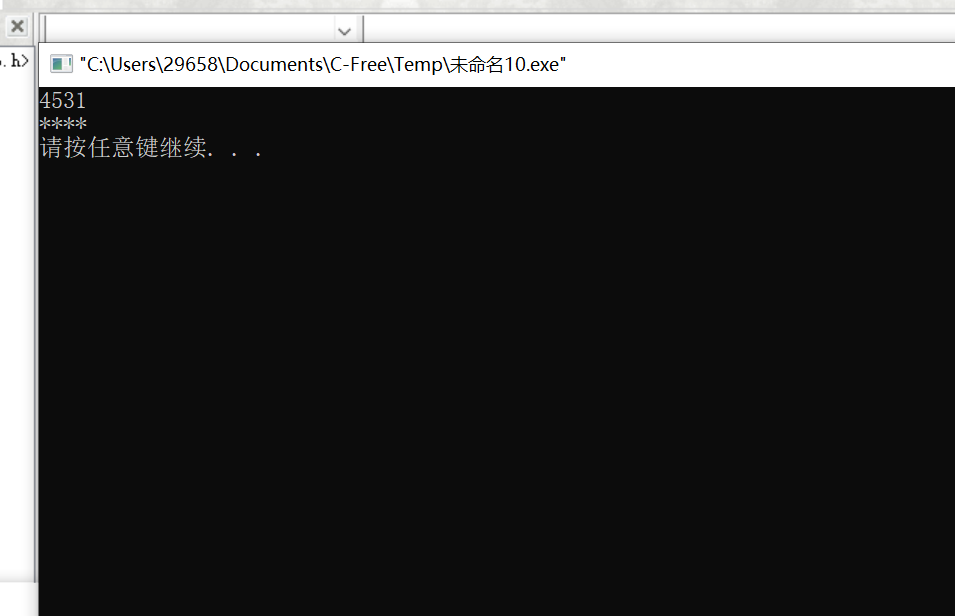 .h>
"C:\Users\29658\Documents\C-Free\Temp\未命名10.exe"
4531
****
请按任意键继续. . .